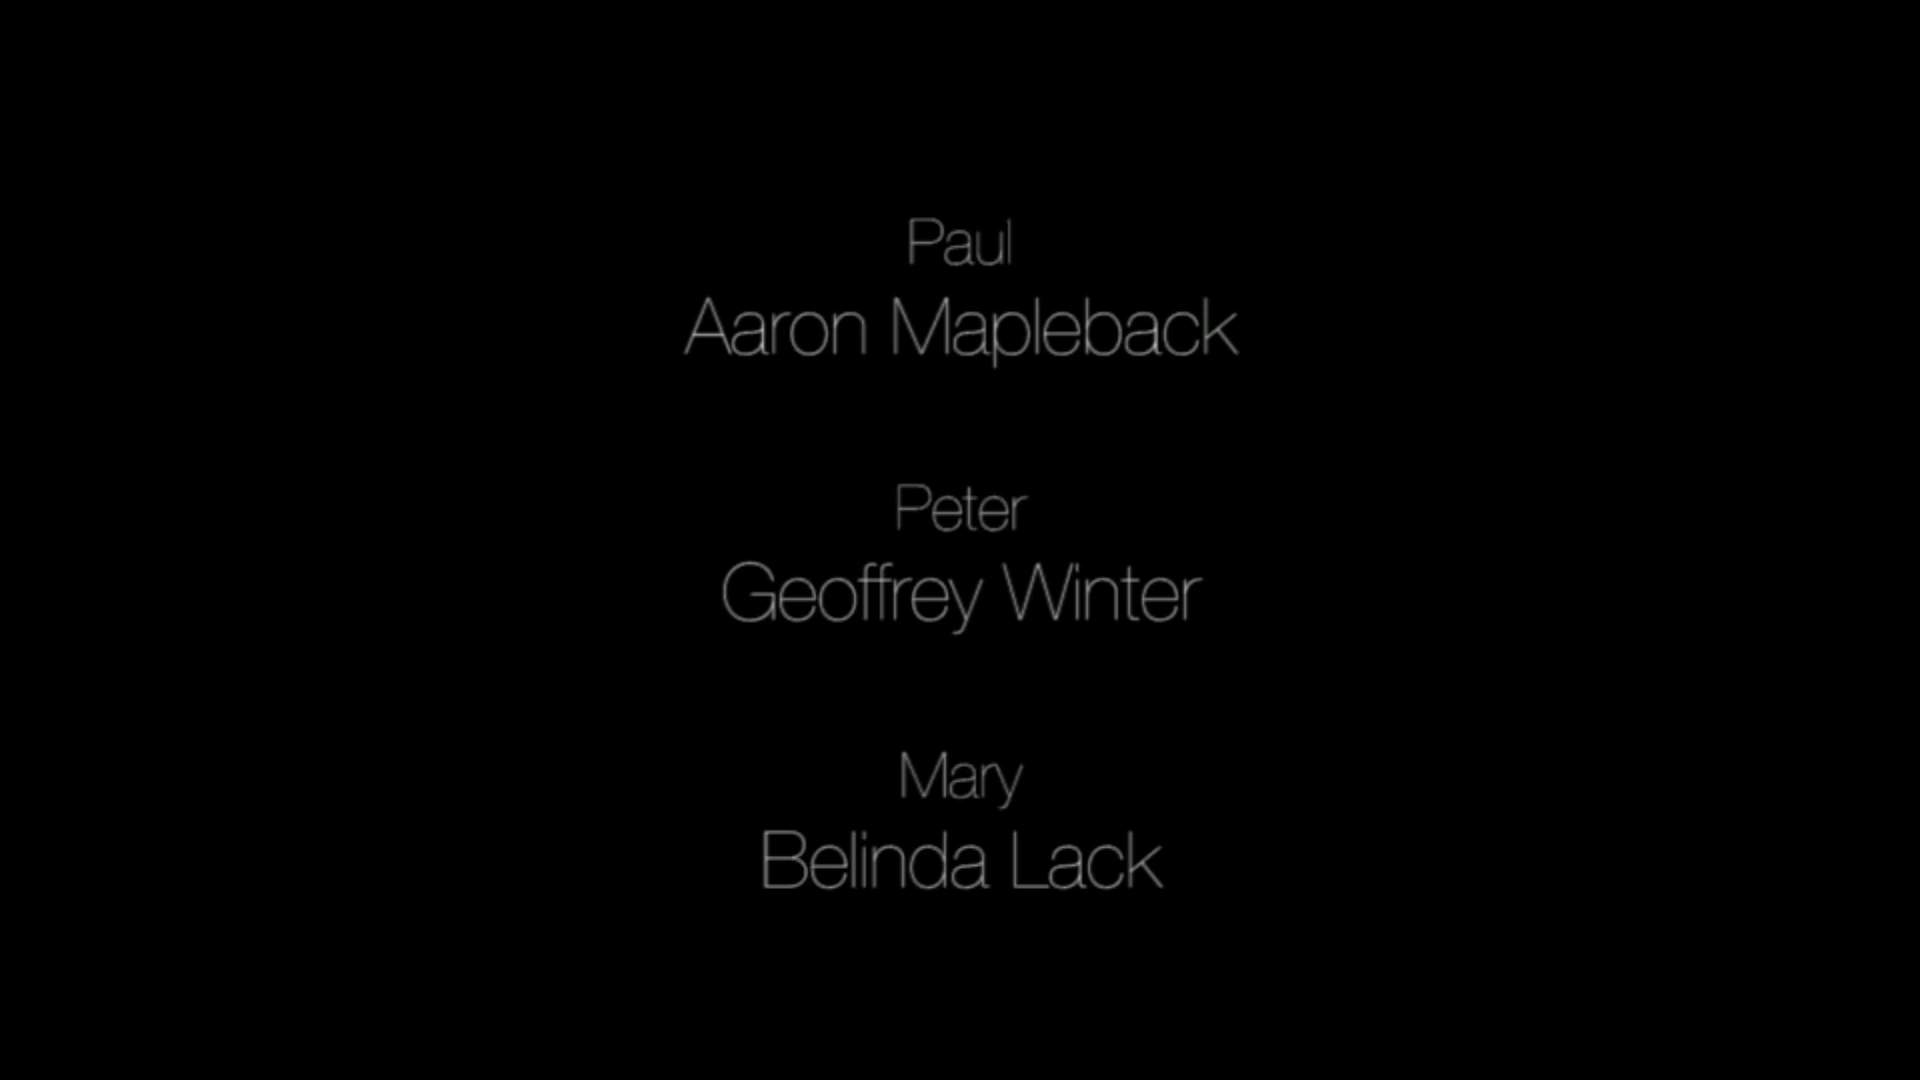 Paul
Aaron Mapleback
Peter
Geoffrey Winter
Mary
Belinda Lack